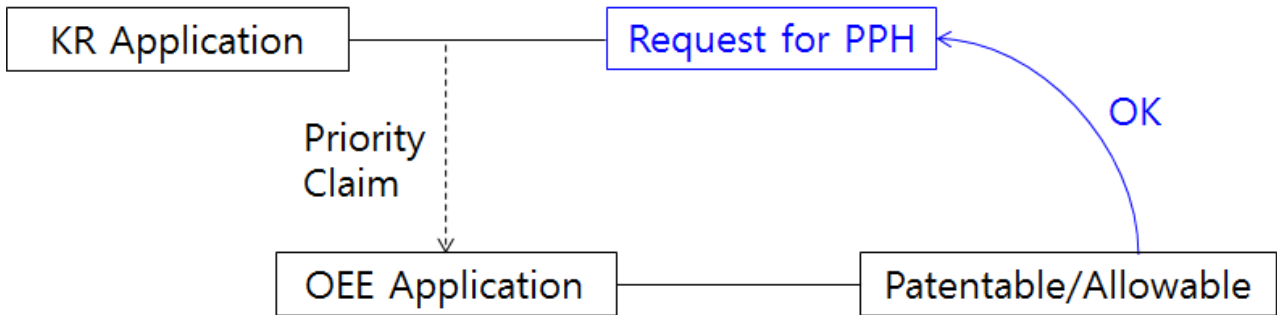 KR Application
Request for PPH
OK
Priority
Claim
OEE Application
Patentable/Allowable